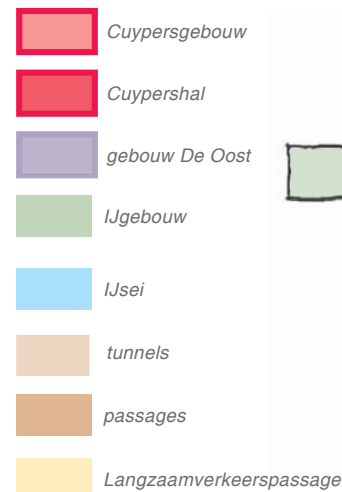 Cuypersgebouw
Cuypershal
gebouw De Oost
IJgebouw
IJsei
tunnels
passages
Langzaamverkeerspassage